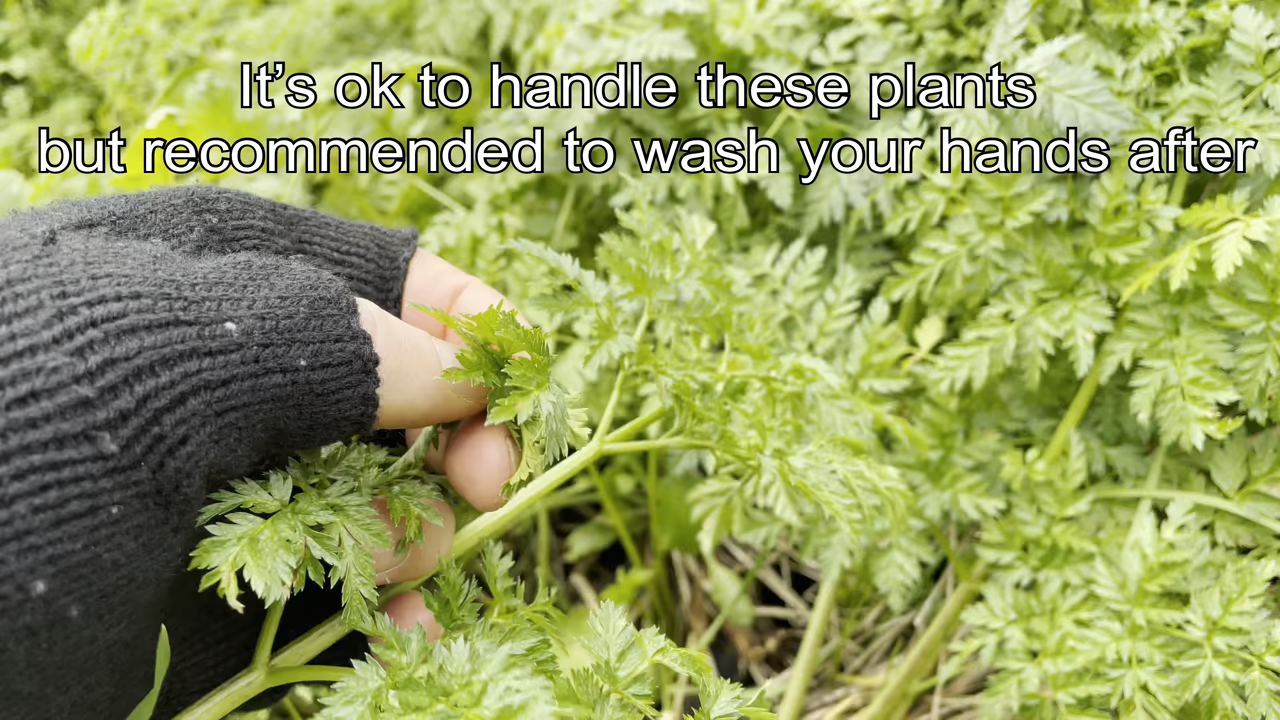 It’s ok to handle these plants
but recommended to wash your hands after